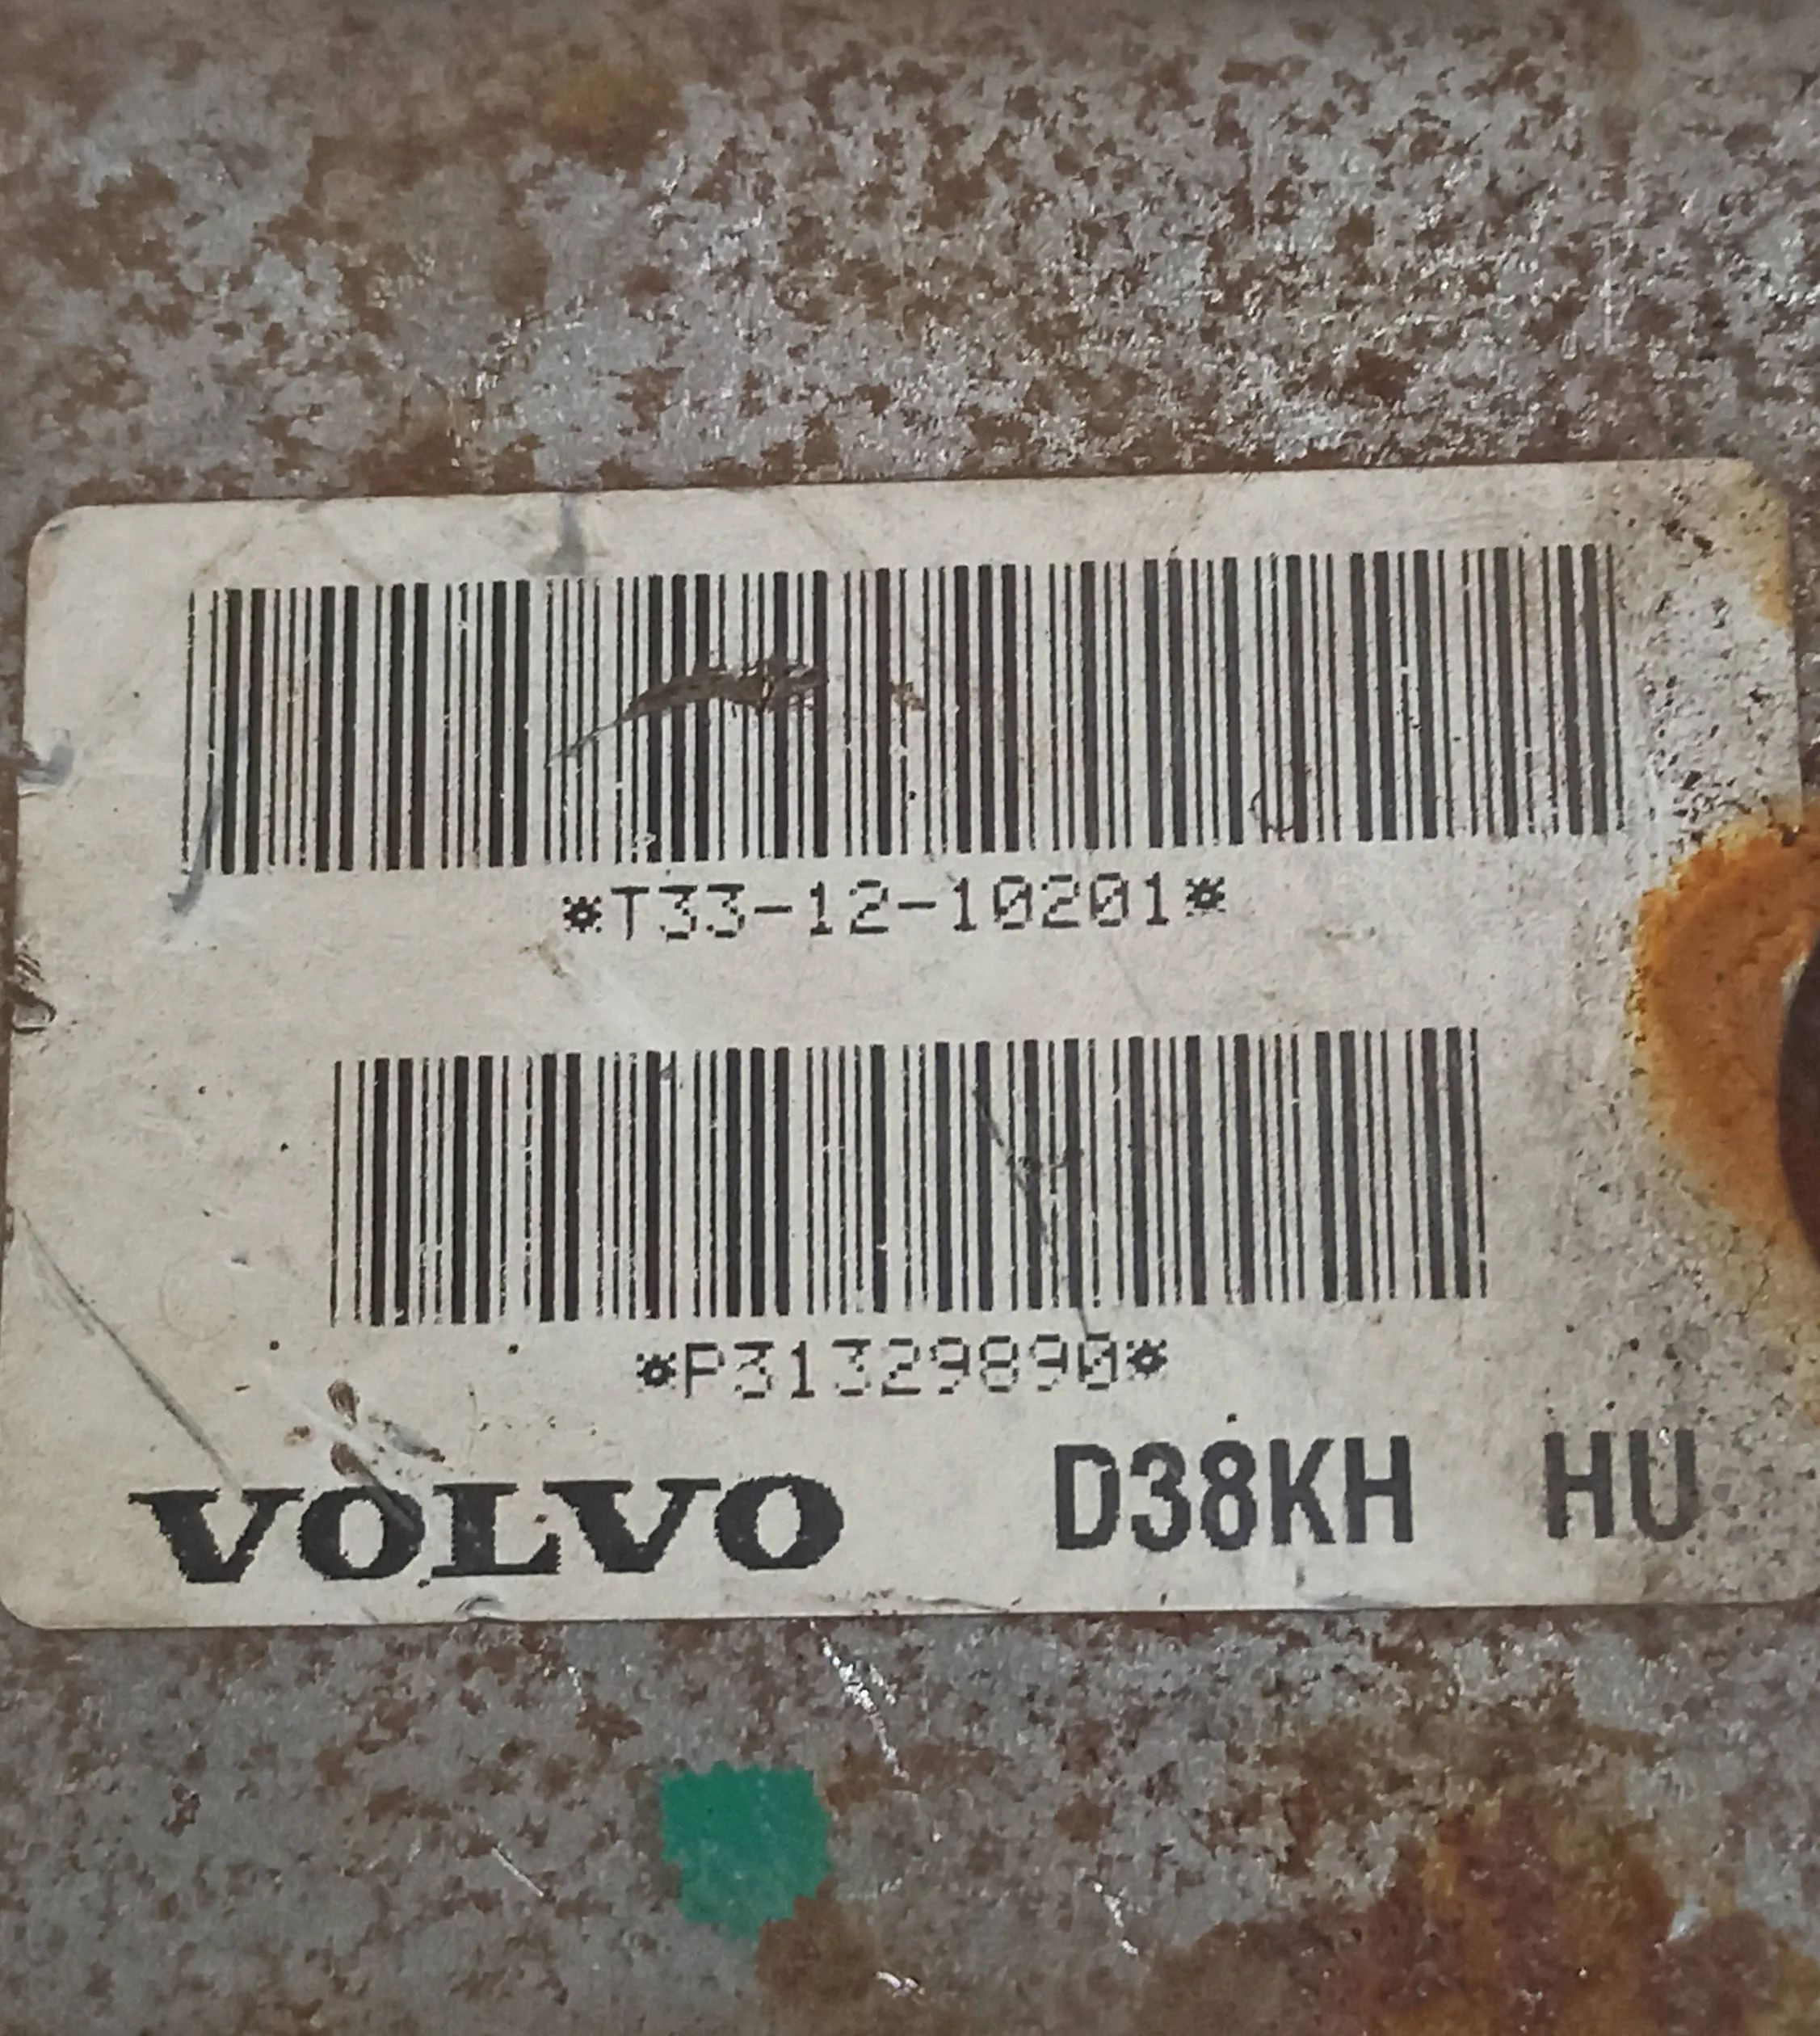 *T33-12-10201*
*P31329890*
VOLVO D38KH HU